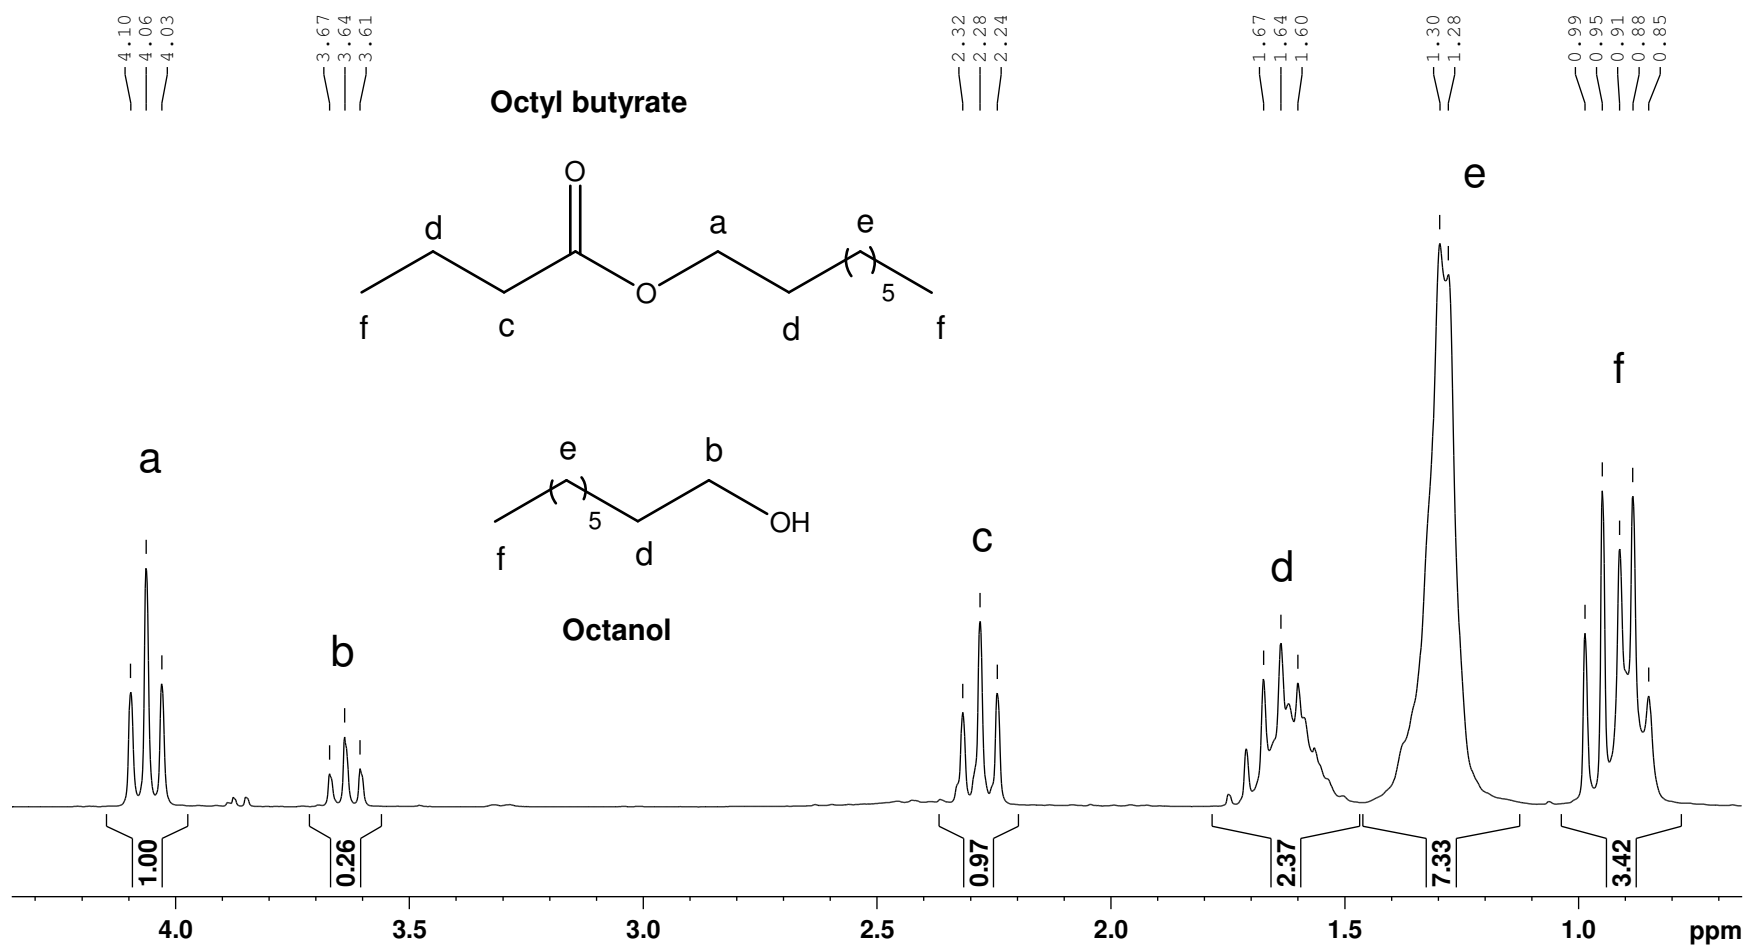 4.10
4.06
4.03
3.67
3.64
3.61
2.32
2.28
2.24
1.67
1.64
1.60
1.30
1.28
0.99
0.95
0.91
0.88
0.85
Octyl butyrate
e
O
d
a
e
O
5
f
c
d
f
f
a
e
b
5
OH
f
d
c
d
b
Octanol
1.00
0.26
0.97
2.37
7.33
3.42
4.0
3.5
3.0
2.5
2.0
1.5
1.0
ppm